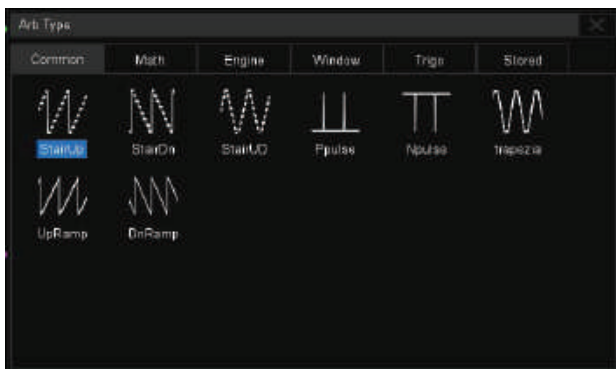 Arb Type
Common Math Engine Window Trigo Stored
StairUp StairDn StairUD Ppulse Npulse trapezia
UpRamp DnRamp